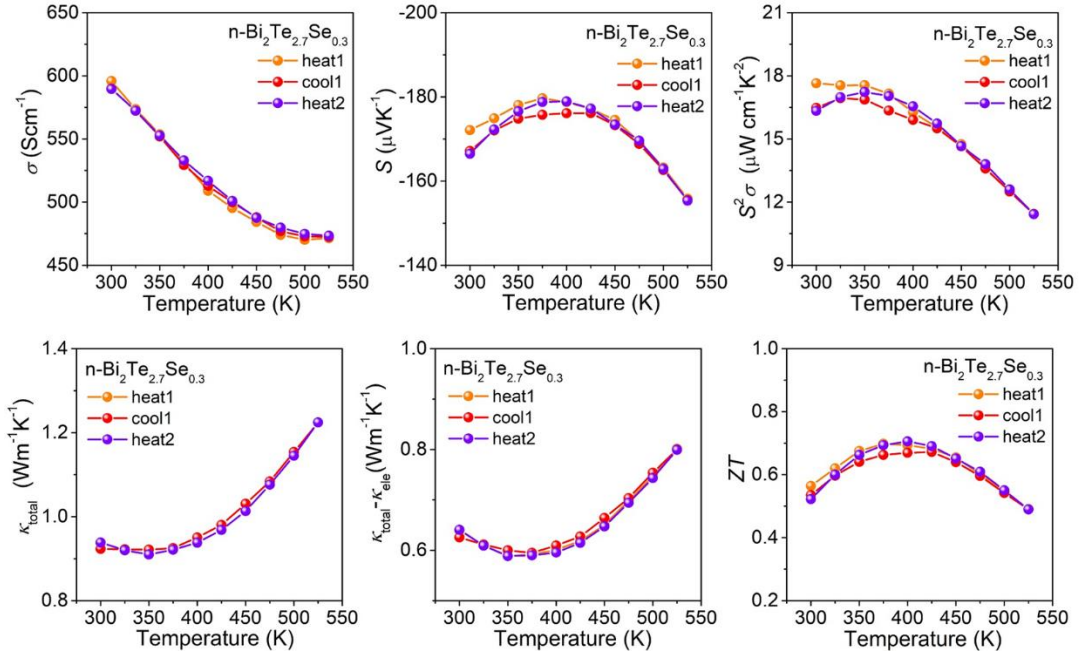 n-Bi₂Te₂.₇Se₀.₃
heat1
cool1
heat2
σ (Scm⁻¹)
650
600
550
500
450
300 350 400 450 500 550
Temperature (K)
n-Bi₂Te₂.₇Se₀.₃
heat1
cool1
heat2
S (μVK⁻¹)
-200
-180
-160
-140
300 350 400 450 500 550
Temperature (K)
n-Bi₂Te₂.₇Se₀.₃
heat1
cool1
heat2
S²σ (μW cm⁻¹K⁻²)
21
18
15
12
9
300 350 400 450 500 550
Temperature (K)
n-Bi₂Te₂.₇Se₀.₃
heat1
cool1
heat2
κtotal (Wm⁻¹K⁻¹)
1.4
1.2
1.0
0.8
300 350 400 450 500 550
Temperature (K)
n-Bi₂Te₂.₇Se₀.₃
heat1
cool1
heat2
κtotal-κele(Wm⁻¹K⁻¹)
1.0
0.8
0.6
300 350 400 450 500 550
Temperature (K)
n-Bi₂Te₂.₇Se₀.₃
heat1
cool1
heat2
ZT
1.0
0.8
0.6
0.4
0.2
300 350 400 450 500 550
Temperature (K)